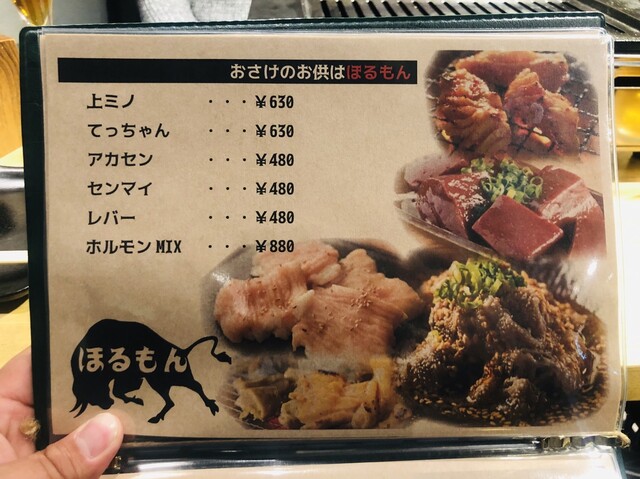 おさけのお供はほるもん
上ミノ ・・・¥630
てっちゃん ・・・¥630
アカセン ・・・¥480
センマイ ・・・¥480
レバー ・・・¥480
ホルモンMIX ・・・¥880
ほるもん